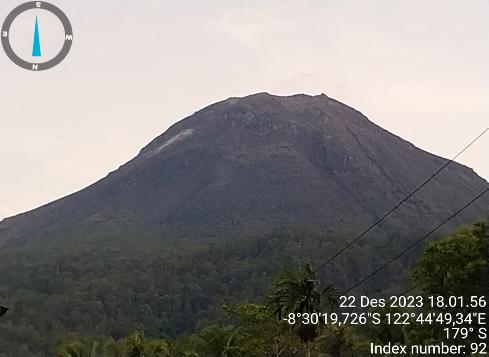 S
E
W
N
22 Des 2023 18.01.56
-8°30'19,726"S 122°44'49,34"E
179° S
Index number: 92